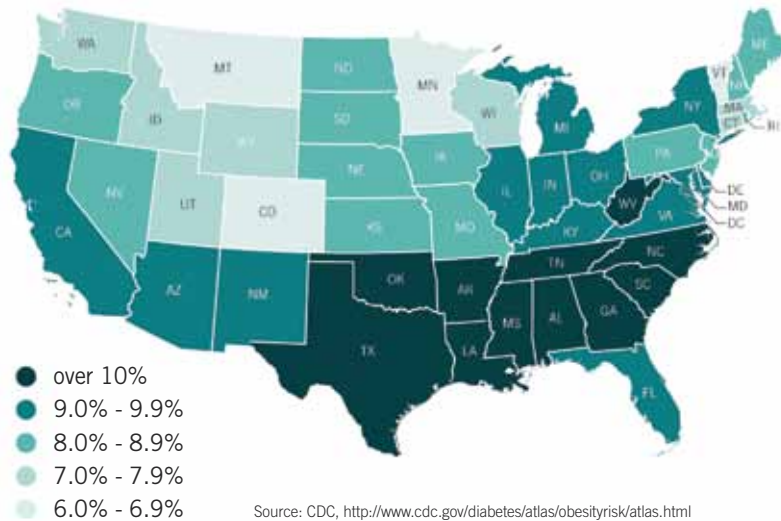 WA
MT
ND
MN
ME
VT
NH
OR
ID
SD
WI
NY
MA
CT
RI
WY
MI
IA
PA
NE
NV
UT
CO
IL
IN
OH
DC
MD
DC
WV
VA
CA
KS
MO
KY
AZ
NM
OK
AR
TN
NC
SC
MS
AL
GA
TX
LA
FL
over 10%
9.0% - 9.9%
8.0% - 8.9%
7.0% - 7.9%
6.0% - 6.9%
Source: CDC, http://www.cdc.gov/diabetes/atlas/obesityrisk/atlas.html